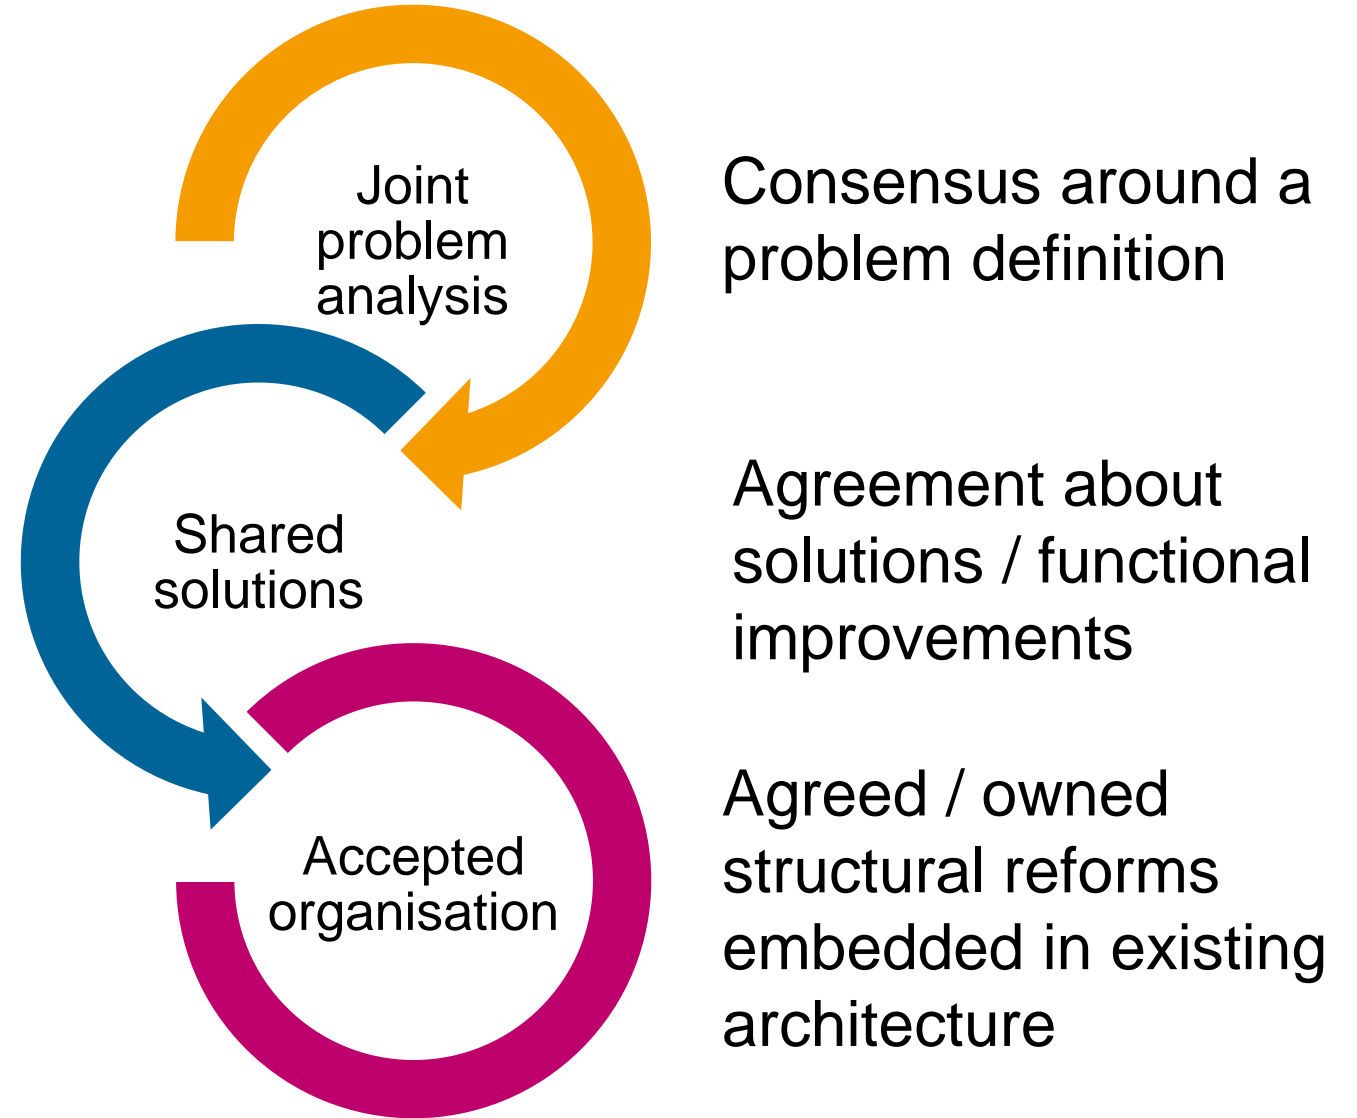 Joint
problem
analysis
Consensus around a
problem definition
Shared
solutions
Agreement about
solutions / functional
improvements
Accepted
organisation
Agreed / owned
structural reforms
embedded in existing
architecture